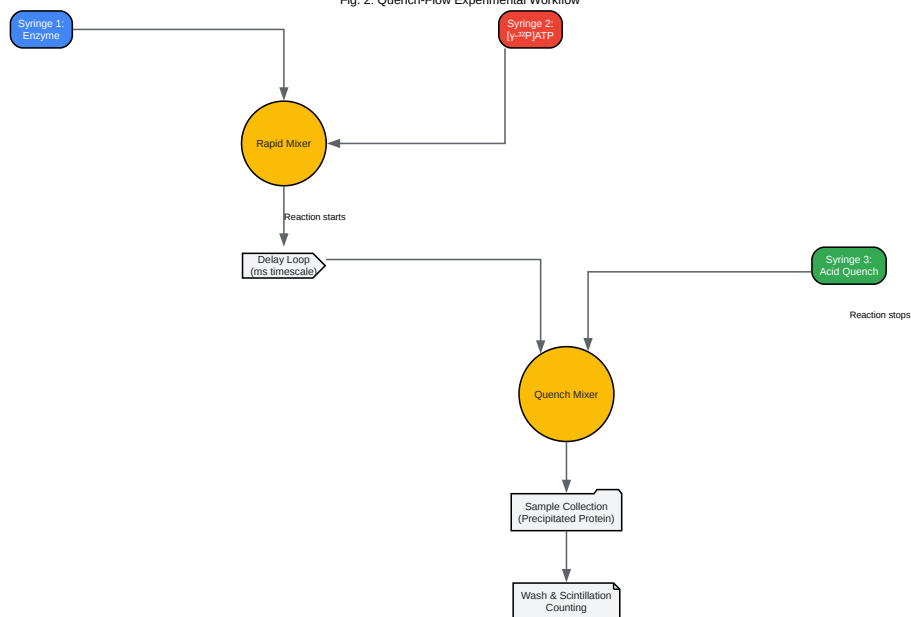 Fig. 2: Quench-Flow Experimental Workflow
Syringe 1:
Enzyme
Syringe 2:
[γ-³²P]ATP
Rapid Mixer
Reaction starts
Delay Loop
(ms timescale)
Syringe 3:
Acid Quench
Reaction stops
Quench Mixer
Sample Collection
(Precipitated Protein)
Wash & Scintillation
Counting